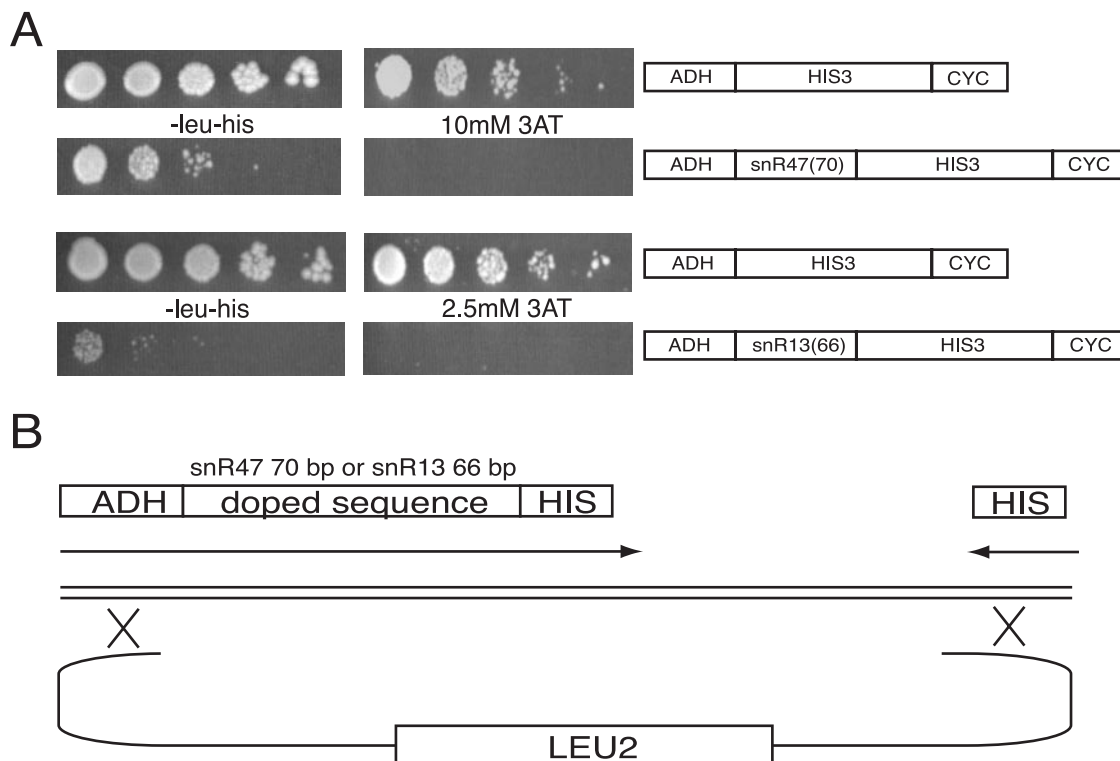 A
ADH HIS3 CYC
-leu-his 10mM 3AT
ADH snR47(70) HIS3 CYC
ADH HIS3 CYC
-leu-his 2.5mM 3AT
ADH snR13(66) HIS3 CYC
B
snR47 70 bp or snR13 66 bp
ADH doped sequence HIS HIS
LEU2